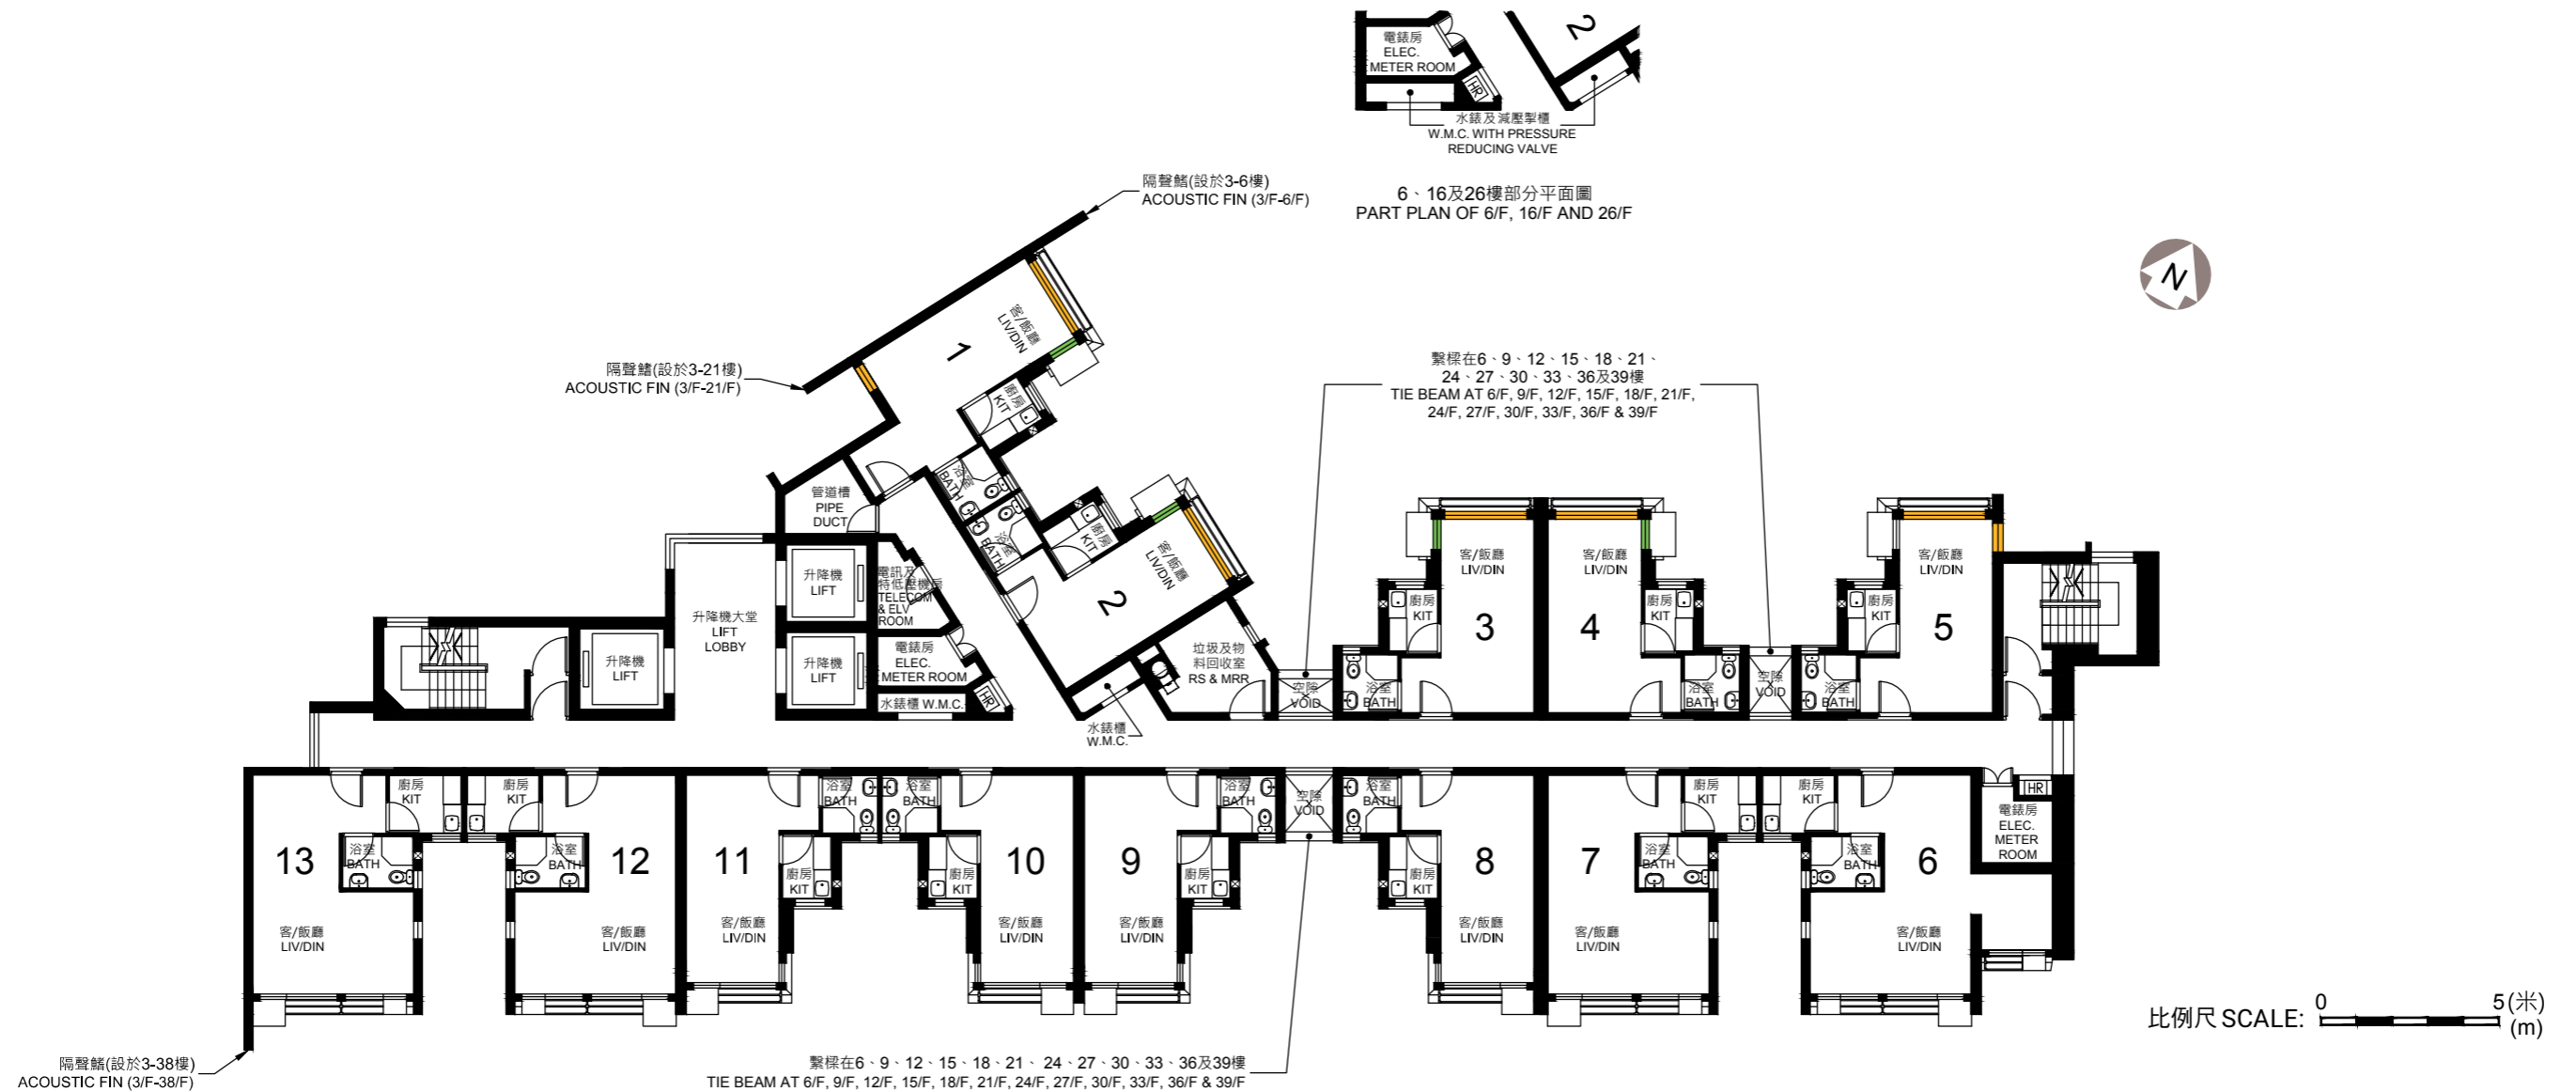 電錶房
ELEC.
METER ROOM
HR
2
水錶及減壓掣櫃
W.M.C. WITH PRESSURE
REDUCING VALVE
6、16及26樓部分平面圖
PART PLAN OF 6/F, 16/F AND 26/F
N
隔聲鰭(設於3-6樓)
ACOUSTIC FIN (3/F-6/F)
隔聲鰭(設於3-21樓)
ACOUSTIC FIN (3/F-21/F)
繫樑在6、9、12、15、18、21、
24、27、30、33、36及39樓
TIE BEAM AT 6/F, 9/F, 12/F, 15/F, 18/F, 21/F,
24/F, 27/F, 30/F, 33/F, 36/F & 39/F
1
客/飯廳
LIV/DIN
廚房
KIT
浴室
BATH
管道槽
PIPE
DUCT
2
客/飯廳
LIV/DIN
廚房
KIT
浴室
BATH
升降機
LIFT
升降機大堂
LIFT
LOBBY
升降機
LIFT
升降機
LIFT
電訊及
特低壓機房
TELECOM
& ELV
ROOM
電錶房
ELEC.
METER ROOM
水錶櫃 W.M.C.
HR
垃圾及物
料回收室
RS & MRR
水錶櫃
W.M.C.
空隙
VOID
3
客/飯廳
LIV/DIN
廚房
KIT
浴室
BATH
4
客/飯廳
LIV/DIN
廚房
KIT
浴室
BATH
空隙
VOID
5
客/飯廳
LIV/DIN
廚房
KIT
浴室
BATH
13
廚房
KIT
浴室
BATH
客/飯廳
LIV/DIN
12
廚房
KIT
浴室
BATH
客/飯廳
LIV/DIN
11
浴室
BATH
廚房
KIT
客/飯廳
LIV/DIN
10
浴室
BATH
廚房
KIT
客/飯廳
LIV/DIN
9
浴室
BATH
廚房
KIT
客/飯廳
LIV/DIN
空隙
VOID
8
浴室
BATH
廚房
KIT
客/飯廳
LIV/DIN
7
廚房
KIT
浴室
BATH
客/飯廳
LIV/DIN
6
廚房
KIT
浴室
BATH
客/飯廳
LIV/DIN
HR
電錶房
ELEC.
METER
ROOM
隔聲鰭(設於3-38樓)
ACOUSTIC FIN (3/F-38/F)
繫樑在6、9、12、15、18、21、24、27、30、33、36及39樓
TIE BEAM AT 6/F, 9/F, 12/F, 15/F, 18/F, 21/F, 24/F, 27/F, 30/F, 33/F, 36/F & 39/F
比例尺 SCALE: 0 5(米)
(m)